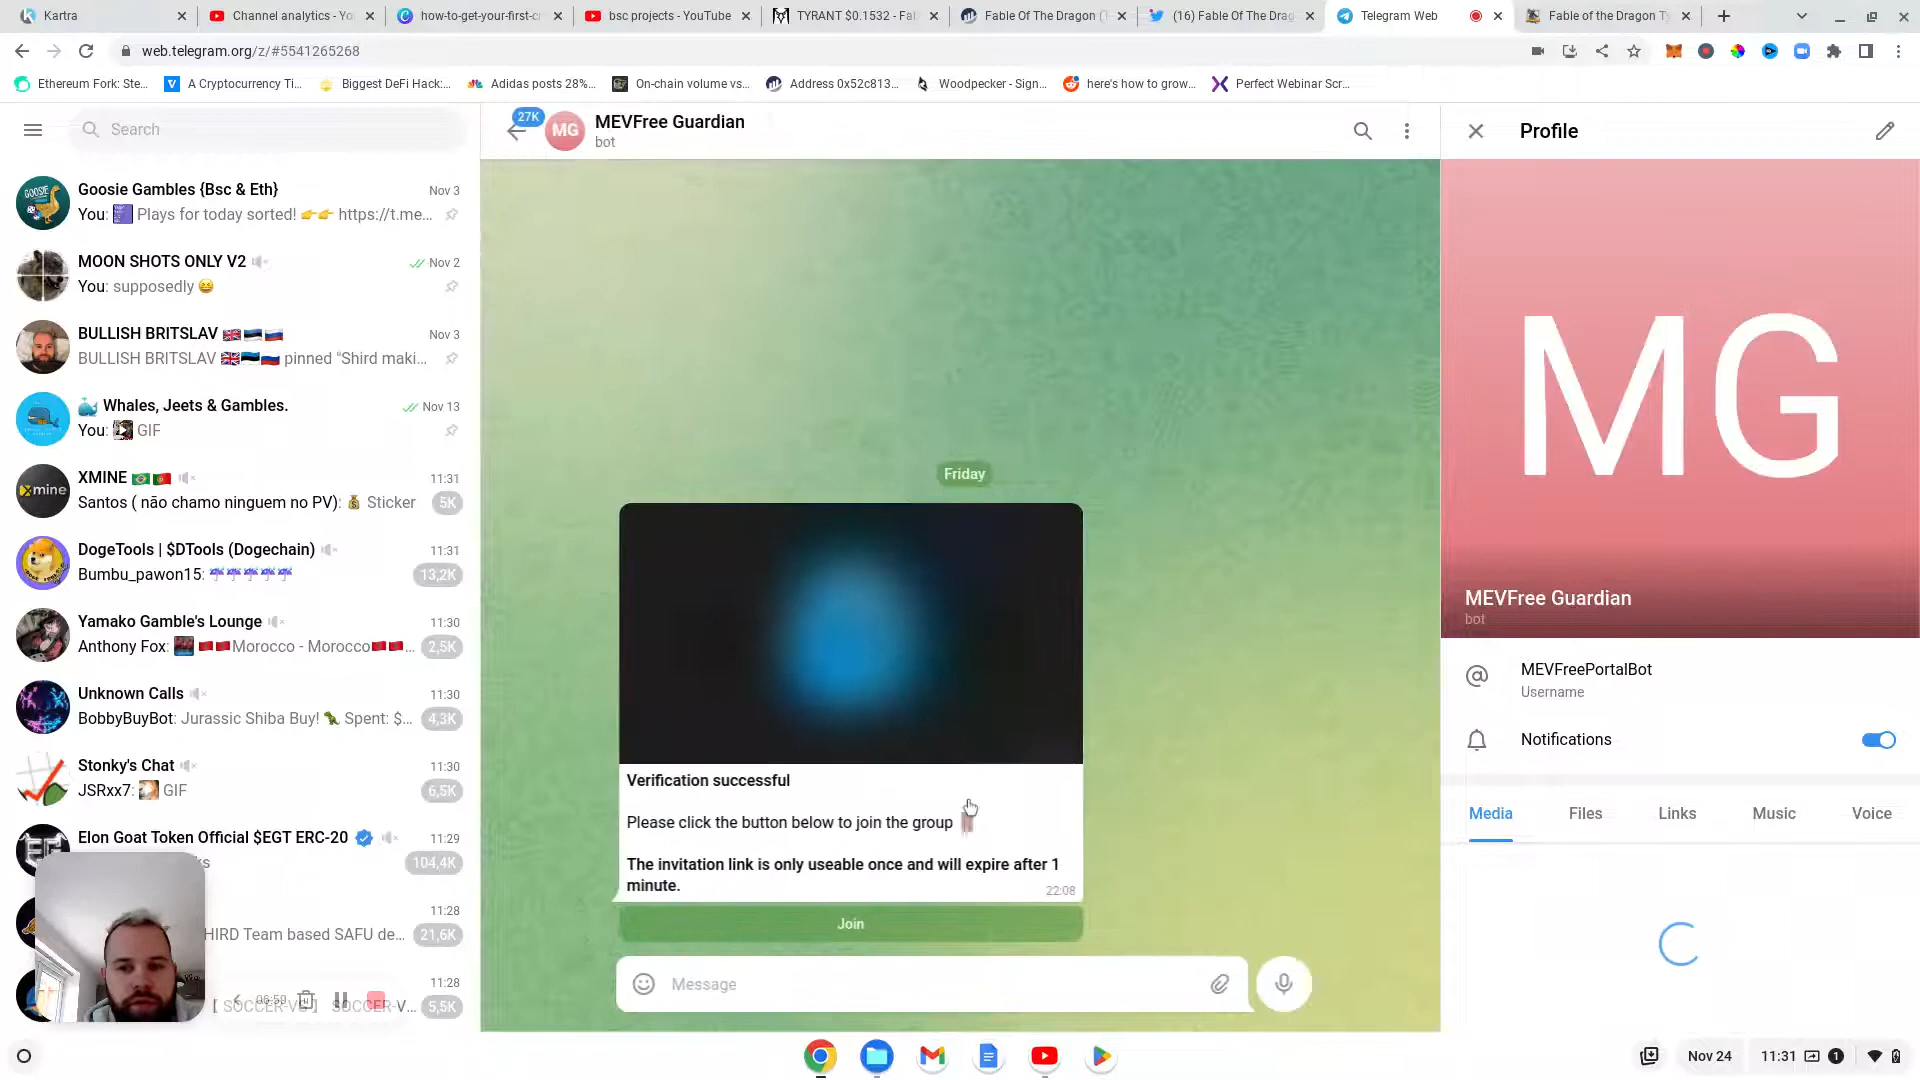 Kartra
Channel analytics - Yo
how-to-get-your-first-c
bsc projects - YouTube
TYRANT $0.1532 - Fal
Fable Of The Dragon (
(16) Fable Of The Drag
Telegram Web
Fable of the Dragon Ty
web.telegram.org/z/#5541265268
Ethereum Fork: Ste...
A Cryptocurrency Ti...
Biggest DeFi Hack:...
Adidas posts 28%...
On-chain volume vs...
Address 0x52c813...
Woodpecker - Sign...
here's how to grow...
Perfect Webinar Scr...
Search
Goosie Gambles {Bsc & Eth}
Nov 3
You: Plays for today sorted! 👉👉 https://t.me...
MOON SHOTS ONLY V2
Nov 2
You: supposedly 😆
BULLISH BRITSLAV 🇬🇧🇪🇪🇷🇺
Nov 3
BULLISH BRITSLAV 🇬🇧🇪🇪🇷🇺 pinned "Shird maki...
🐳 Whales, Jeets & Gambles.
Nov 13
You: GIF
XMINE 🇧🇷🇵🇹
11:31
Santos ( não chamo ninguem no PV): 💰 Sticker
5K
DogeTools | $DTools (Dogechain)
11:31
Bumbu_pawon15: ☔☔☔☔☔
13,2K
Yamako Gamble's Lounge
11:30
Anthony Fox: 🇲🇦🇲🇦Morocco - Morocco🇲🇦🇲🇦...
2,5K
Unknown Calls
11:30
BobbyBuyBot: Jurassic Shiba Buy! 🦖 Spent: $...
4,3K
Stonky's Chat
11:30
JSRxx7: GIF
6,5K
Elon Goat Token Official $EGT ERC-20
11:29
ks
104,4K
11:28
HIRD Team based SAFU de...
21,6K
11:28
06:59
[ SOCCER-V
SOCCER-V...
5,5K
27K
MG
MEVFree Guardian
bot
Friday
Verification successful
Please click the button below to join the group
The invitation link is only useable once and will expire after 1
minute.
22:08
Join
Message
Profile
MG
MEVFree Guardian
bot
MEVFreePortalBot
Username
Notifications
Media
Files
Links
Music
Voice
Nov 24
11:31
1